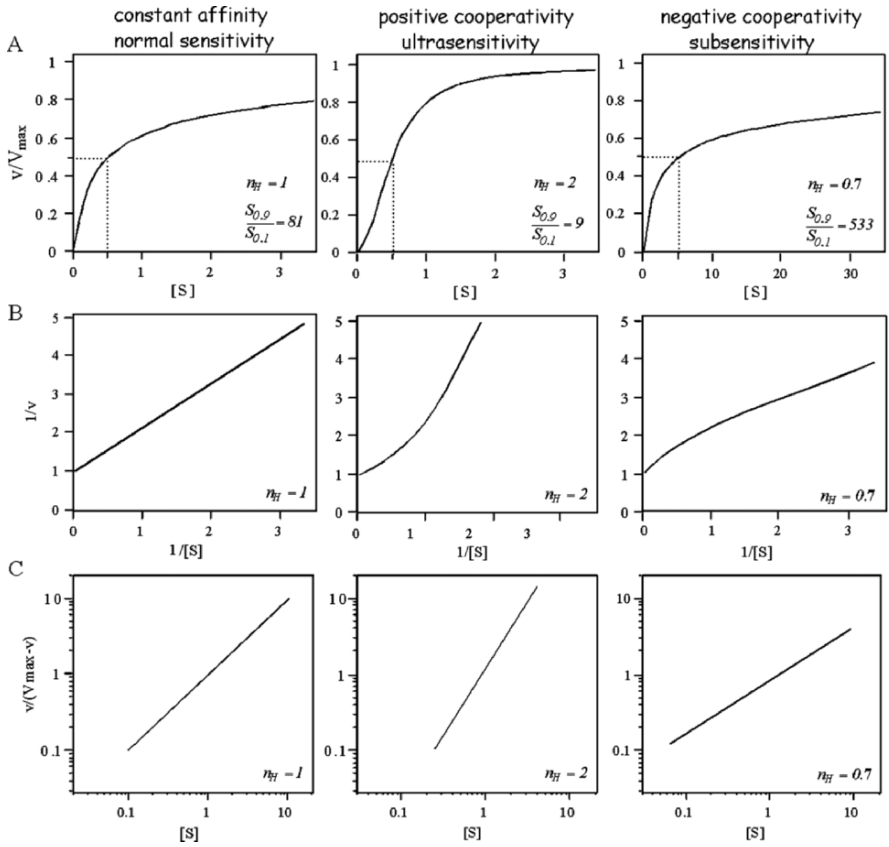 constant affinity
normal sensitivity
positive cooperativity
ultrasensitivity
negative cooperativity
subsensitivity
A
v/Vmax
1
0.8
0.6
0.4
0.2
0
nH = 1
S0.9/S0.1 = 81
0 1 2 3
[S]
1
0.8
0.6
0.4
0.2
0
nH = 2
S0.9/S0.1 = 9
0 1 2 3
[S]
1
0.8
0.6
0.4
0.2
0
nH = 0.7
S0.9/S0.1 = 533
0 10 20 30
[S]
B
1/v
5
4
3
2
1
0
nH = 1
0 1 2 3
1/[S]
5
4
3
2
1
0
nH = 2
0 1 2 3
1/[S]
5
4
3
2
1
0
nH = 0.7
0 1 2 3
1/[S]
C
v/(Vmax-v)
10
1
0.1
nH = 1
0.1 1 10
[S]
10
1
0.1
nH = 2
0.1 1 10
[S]
10
1
0.1
nH = 0.7
0.1 1 10
[S]